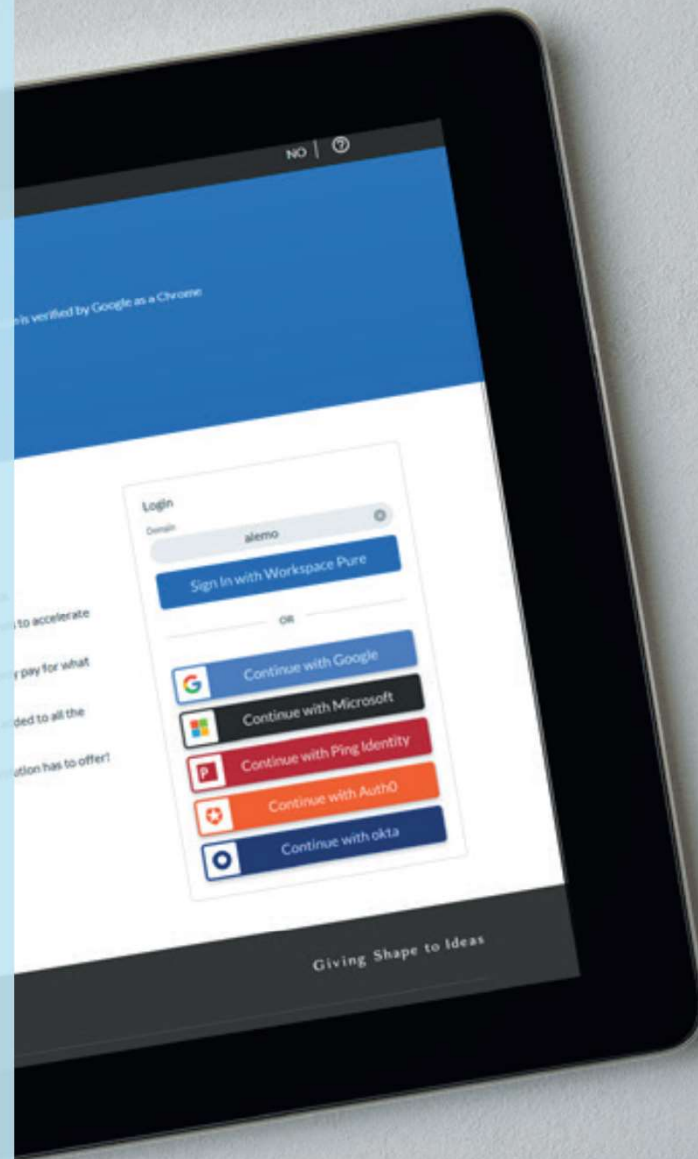 NO | ?
is verified by Google as a Chrome
Login
Domain
alemo
Sign In with Workspace Pure
to accelerate
OR
pay for what
Continue with Google
Continue with Microsoft
to all the
Continue with Ping Identity
has to offer!
Continue with Auth0
Continue with okta
Giving Shape to Ideas